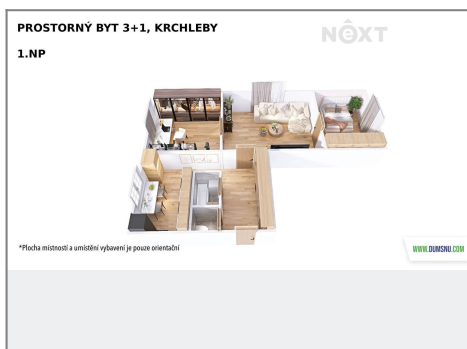 PROSTORNÝ BYT 3+1, KRCHLEBY
NEXT
1.NP
*Plocha místností a umístění vybavení je pouze orientační
WWW.DUMSNU.COM